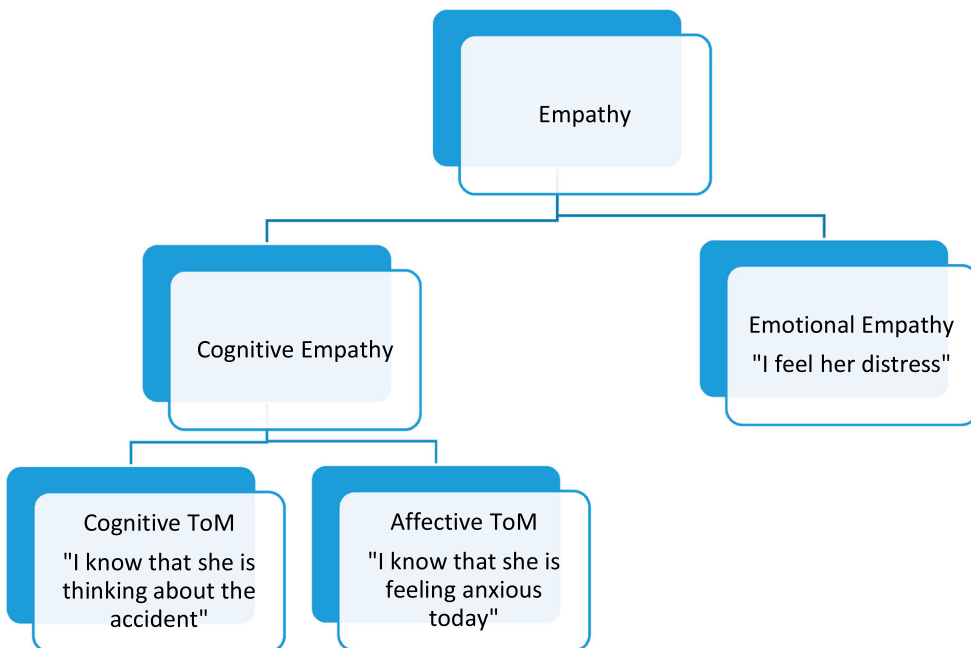 Empathy
Cognitive Empathy
Emotional Empathy
"I feel her distress"
Cognitive ToM
"I know that she is
thinking about the
accident"
Affective ToM
"I know that she is
feeling anxious
today"